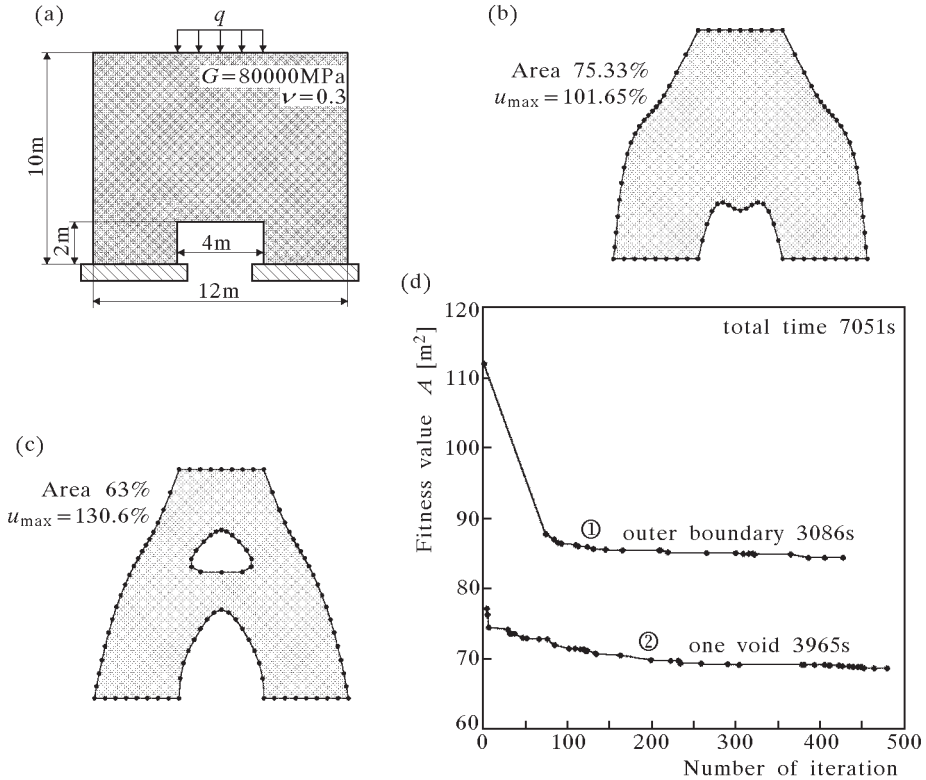 (a)
q
G=80000MPa
ν=0.3
10m
2m
4m
12m
(b)
Area 75.33%
umax=101.65%
(c)
Area 63%
umax=130.6%
(d)
total time 7051s
Fitness value A [m²]
120
110
100
90
80
70
60
① outer boundary 3086s
② one void 3965s
0 100 200 300 400 500
Number of iteration